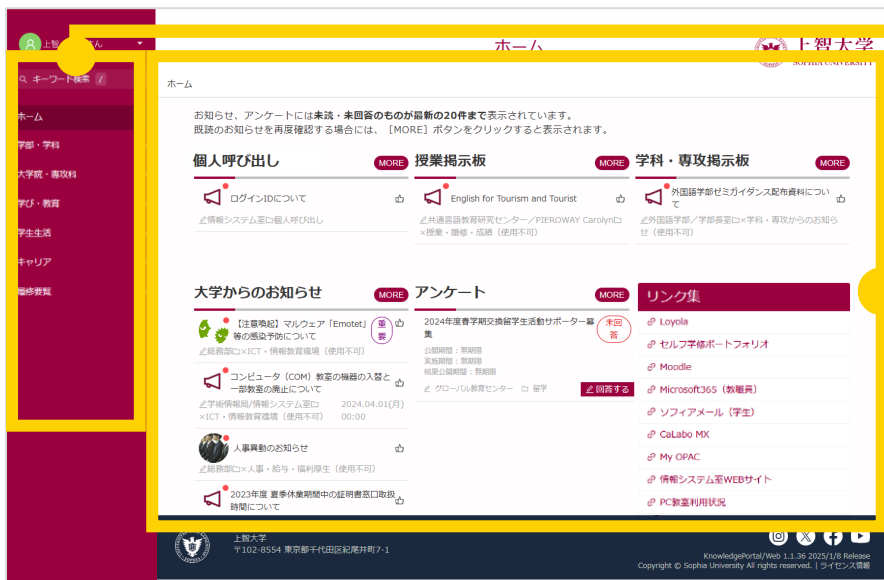 上智
さん
ホーム
上智大学
SOPHIA UNIVERSITY
キーワード検索 /
ホーム
学部・学科
大学院・専攻科
学び・教育
学生生活
キャリア
履修要覧
ホーム
お知らせ、アンケートには未読・未回答のものが最新の20件まで表示されています。
既読のお知らせを再度確認する場合には、［MORE］ボタンをクリックすると表示されます。
個人呼び出し MORE
ログインIDについて
情報システム室□個人呼び出し
授業掲示板 MORE
English for Tourism and Tourist
共通言語教育研究センター／PIEROWAY Carolyn□
×授業・履修・成績（使用不可）
学科・専攻掲示板 MORE
外国語学部ゼミガイダンス配布資料につい
て
外国語学部／学部長室□×学科・専攻からのお知ら
せ（使用不可）
大学からのお知らせ MORE
【注意喚起】マルウェア「Emotet」
等の感染予防について
重要
総務部□×ICT・情報教育環境（使用不可）
コンピュータ（COM）教室の機器の入替と
一部教室の廃止について
学術情報局/情報システム室□ 2024.04.01(月)
×ICT・情報教育環境（使用不可） 00:00
人事異動のお知らせ
総務部□×人事・給与・福利厚生（使用不可）
2023年度 夏季休業期間中の証明書窓口取扱
時間について
アンケート MORE
2024年度春学期交換留学生活動サポーター募
集
未回答
公開期間：無期限
実施期間：無期限
結果公開期間：無期限
グローバル教育センター □ 留学
回答する
リンク集
Loyola
セルフ学修ポートフォリオ
Moodle
Microsoft365（教職員）
ソフィアメール（学生）
CaLabo MX
My OPAC
情報システム室WEBサイト
PC教室利用状況
上智大学
〒102-8554 東京都千代田区紀尾井町7-1
KnowledgePortal/Web 1.1.36 2025/1/8 Release
Copyright © Sophia University All rights reserved. | ライセンス情報